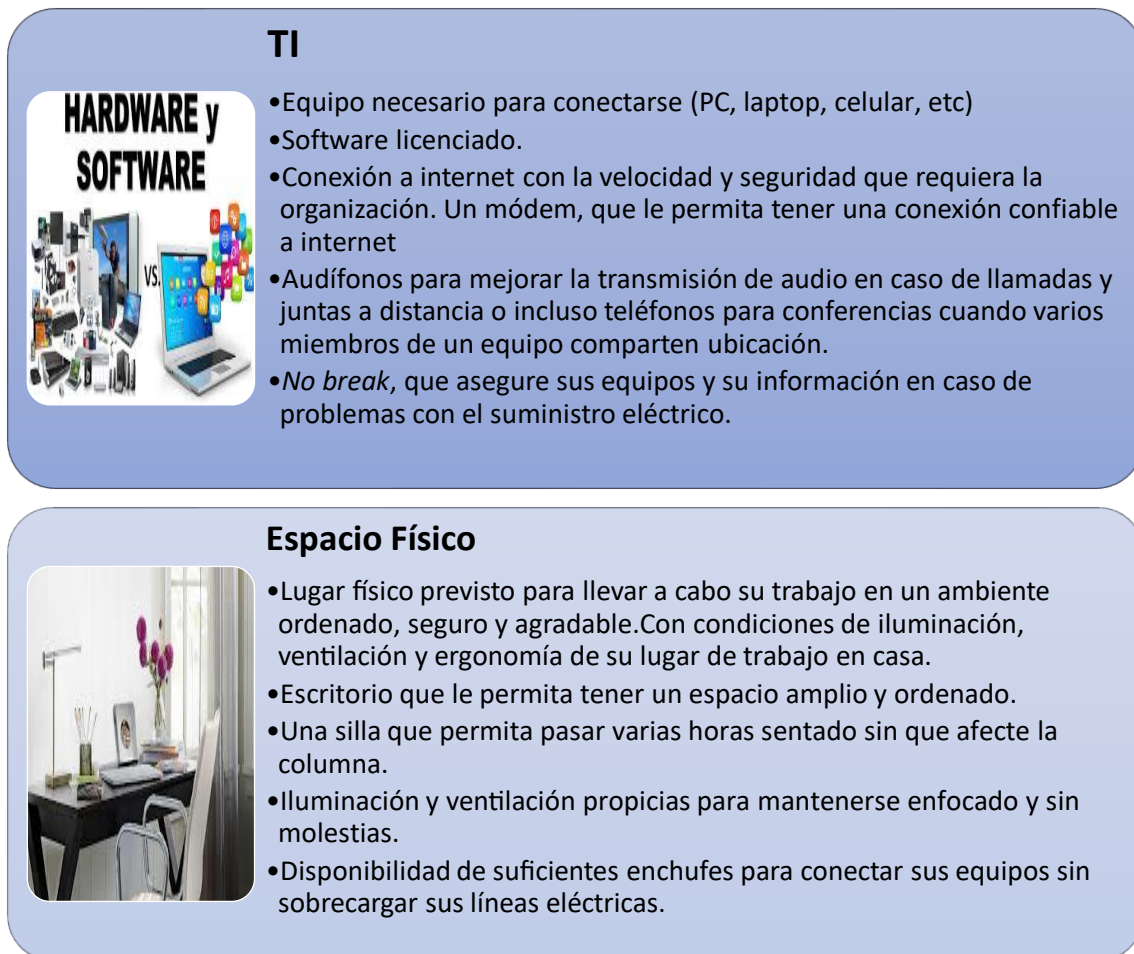 TI
HARDWARE y
SOFTWARE
VS.
•Equipo necesario para conectarse (PC, laptop, celular, etc)
•Software licenciado.
•Conexión a internet con la velocidad y seguridad que requiera la
organización. Un módem, que le permita tener una conexión confiable
a internet
•Audífonos para mejorar la transmisión de audio en caso de llamadas y
juntas a distancia o incluso teléfonos para conferencias cuando varios
miembros de un equipo comparten ubicación.
•No break, que asegure sus equipos y su información en caso de
problemas con el suministro eléctrico.
Espacio Físico
•Lugar físico previsto para llevar a cabo su trabajo en un ambiente
ordenado, seguro y agradable.Con condiciones de iluminación,
ventilación y ergonomía de su lugar de trabajo en casa.
•Escritorio que le permita tener un espacio amplio y ordenado.
•Una silla que permita pasar varias horas sentado sin que afecte la
columna.
•Iluminación y ventilación propicias para mantenerse enfocado y sin
molestias.
•Disponibilidad de suficientes enchufes para conectar sus equipos sin
sobrecargar sus líneas eléctricas.